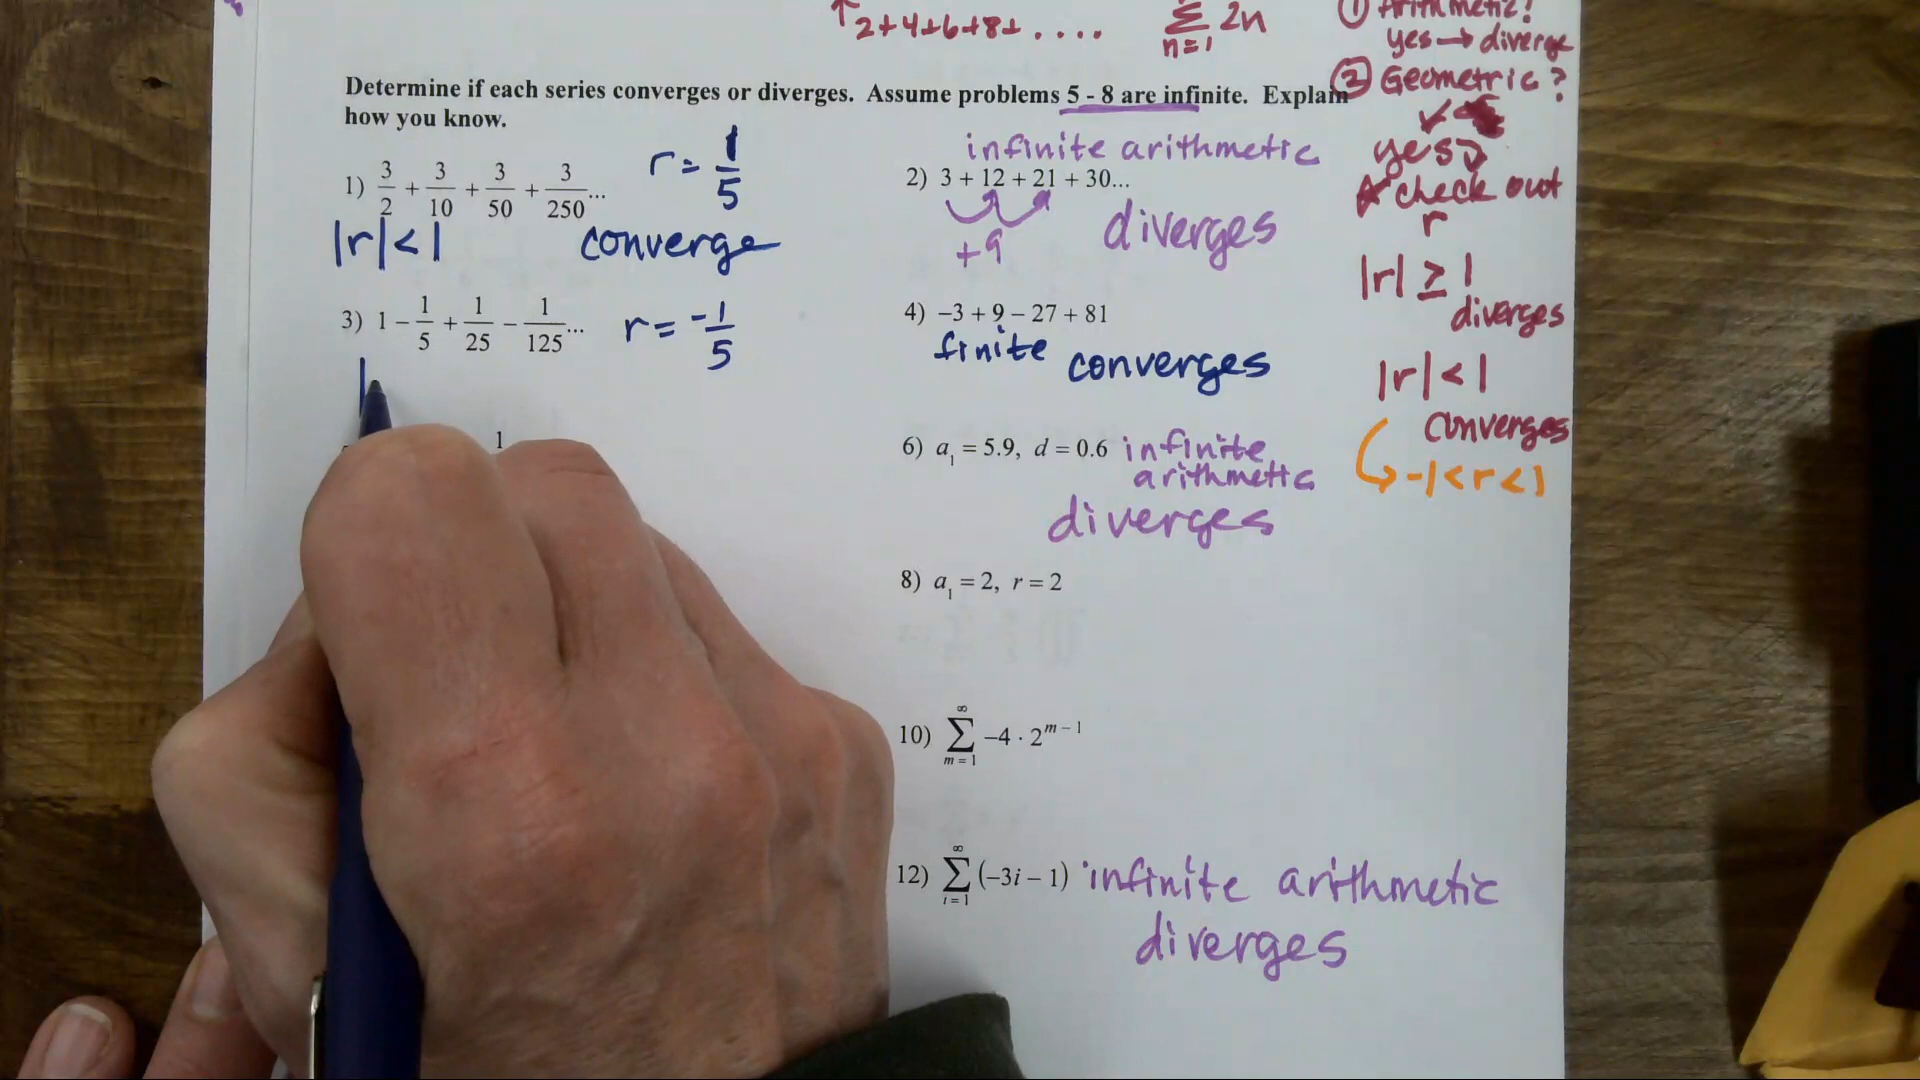 2+4+6+8+ ....
∑ 2n
n=1
① Arithmetic?
yes → diverge
② Geometric?
yes
check out
r
|r| ≥ 1
diverges
|r| < 1
converges
-1 < r < 1
Determine if each series converges or diverges. Assume problems 5 - 8 are infinite. Explain
how you know.
1) 3/2 + 3/10 + 3/50 + 3/250 ...
r = 1/5
|r| < 1 converge
infinite arithmetic
2) 3 + 12 + 21 + 30...
+9 diverges
3) 1 − 1/5 + 1/25 − 1/125 ...
r = -1/5
4) −3 + 9 − 27 + 81
finite converges
1
6) a₁ = 5.9, d = 0.6 infinite
arithmetic
diverges
8) a₁ = 2, r = 2
∞
10) ∑ −4 · 2^(m − 1)
m = 1
∞
12) ∑ (−3i − 1) infinite arithmetic
i = 1
diverges